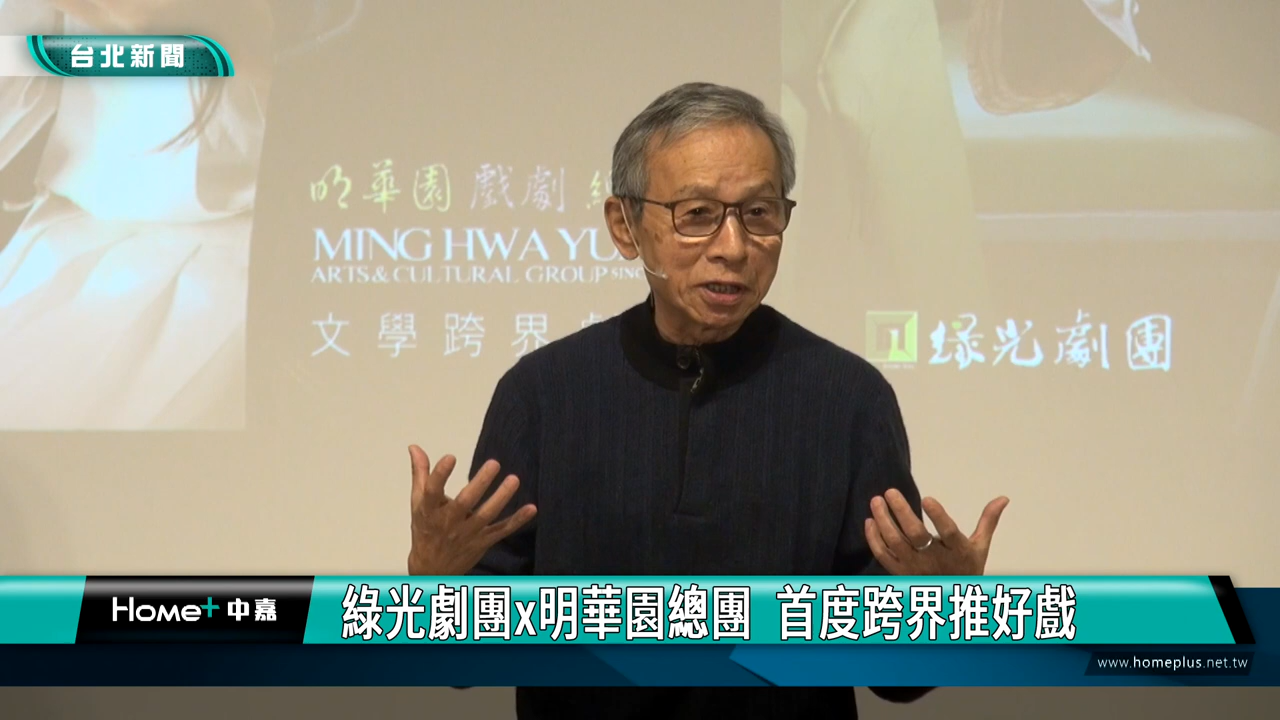 台北新聞
明華園 戲劇
MING HWA YU
ARTS & CULTURAL GROUP SINC
文學跨界
綠光劇團
Home+ 中嘉
綠光劇團x明華園總團 首度跨界推好戲
www.homeplus.net.tw